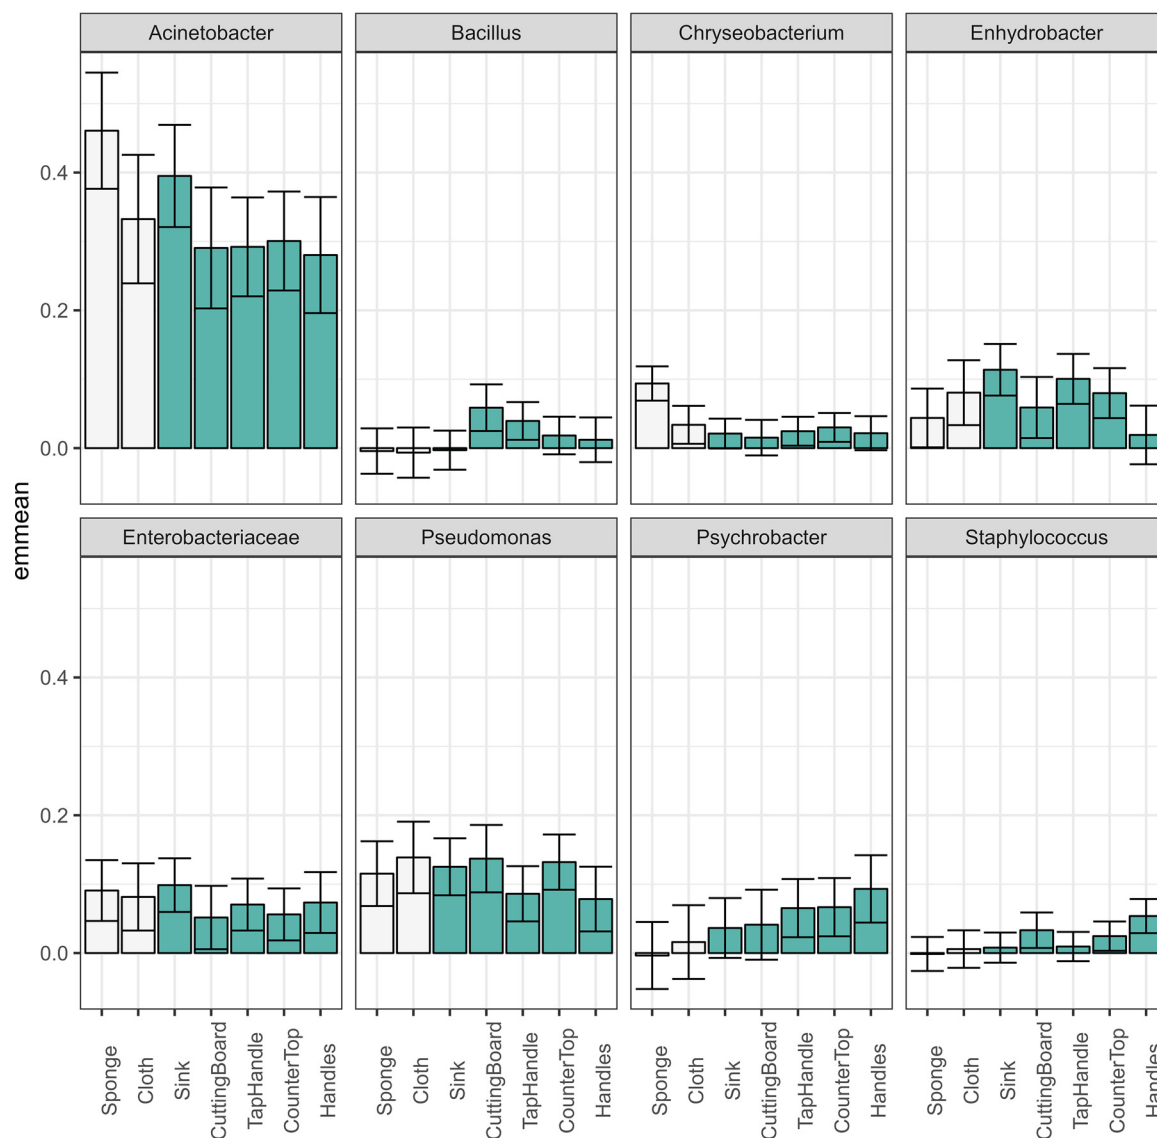 Acinetobacter
Bacillus
Chryseobacterium
Enhydrobacter
0.4
0.2
0.0
emmean
Enterobacteriaceae
Pseudomonas
Psychrobacter
Staphylococcus
0.4
0.2
0.0
Sponge
Cloth
Sink
CuttingBoard
TapHandle
CounterTop
Handles
Sponge
Cloth
Sink
CuttingBoard
TapHandle
CounterTop
Handles
Sponge
Cloth
Sink
CuttingBoard
TapHandle
CounterTop
Handles
Sponge
Cloth
Sink
CuttingBoard
TapHandle
CounterTop
Handles